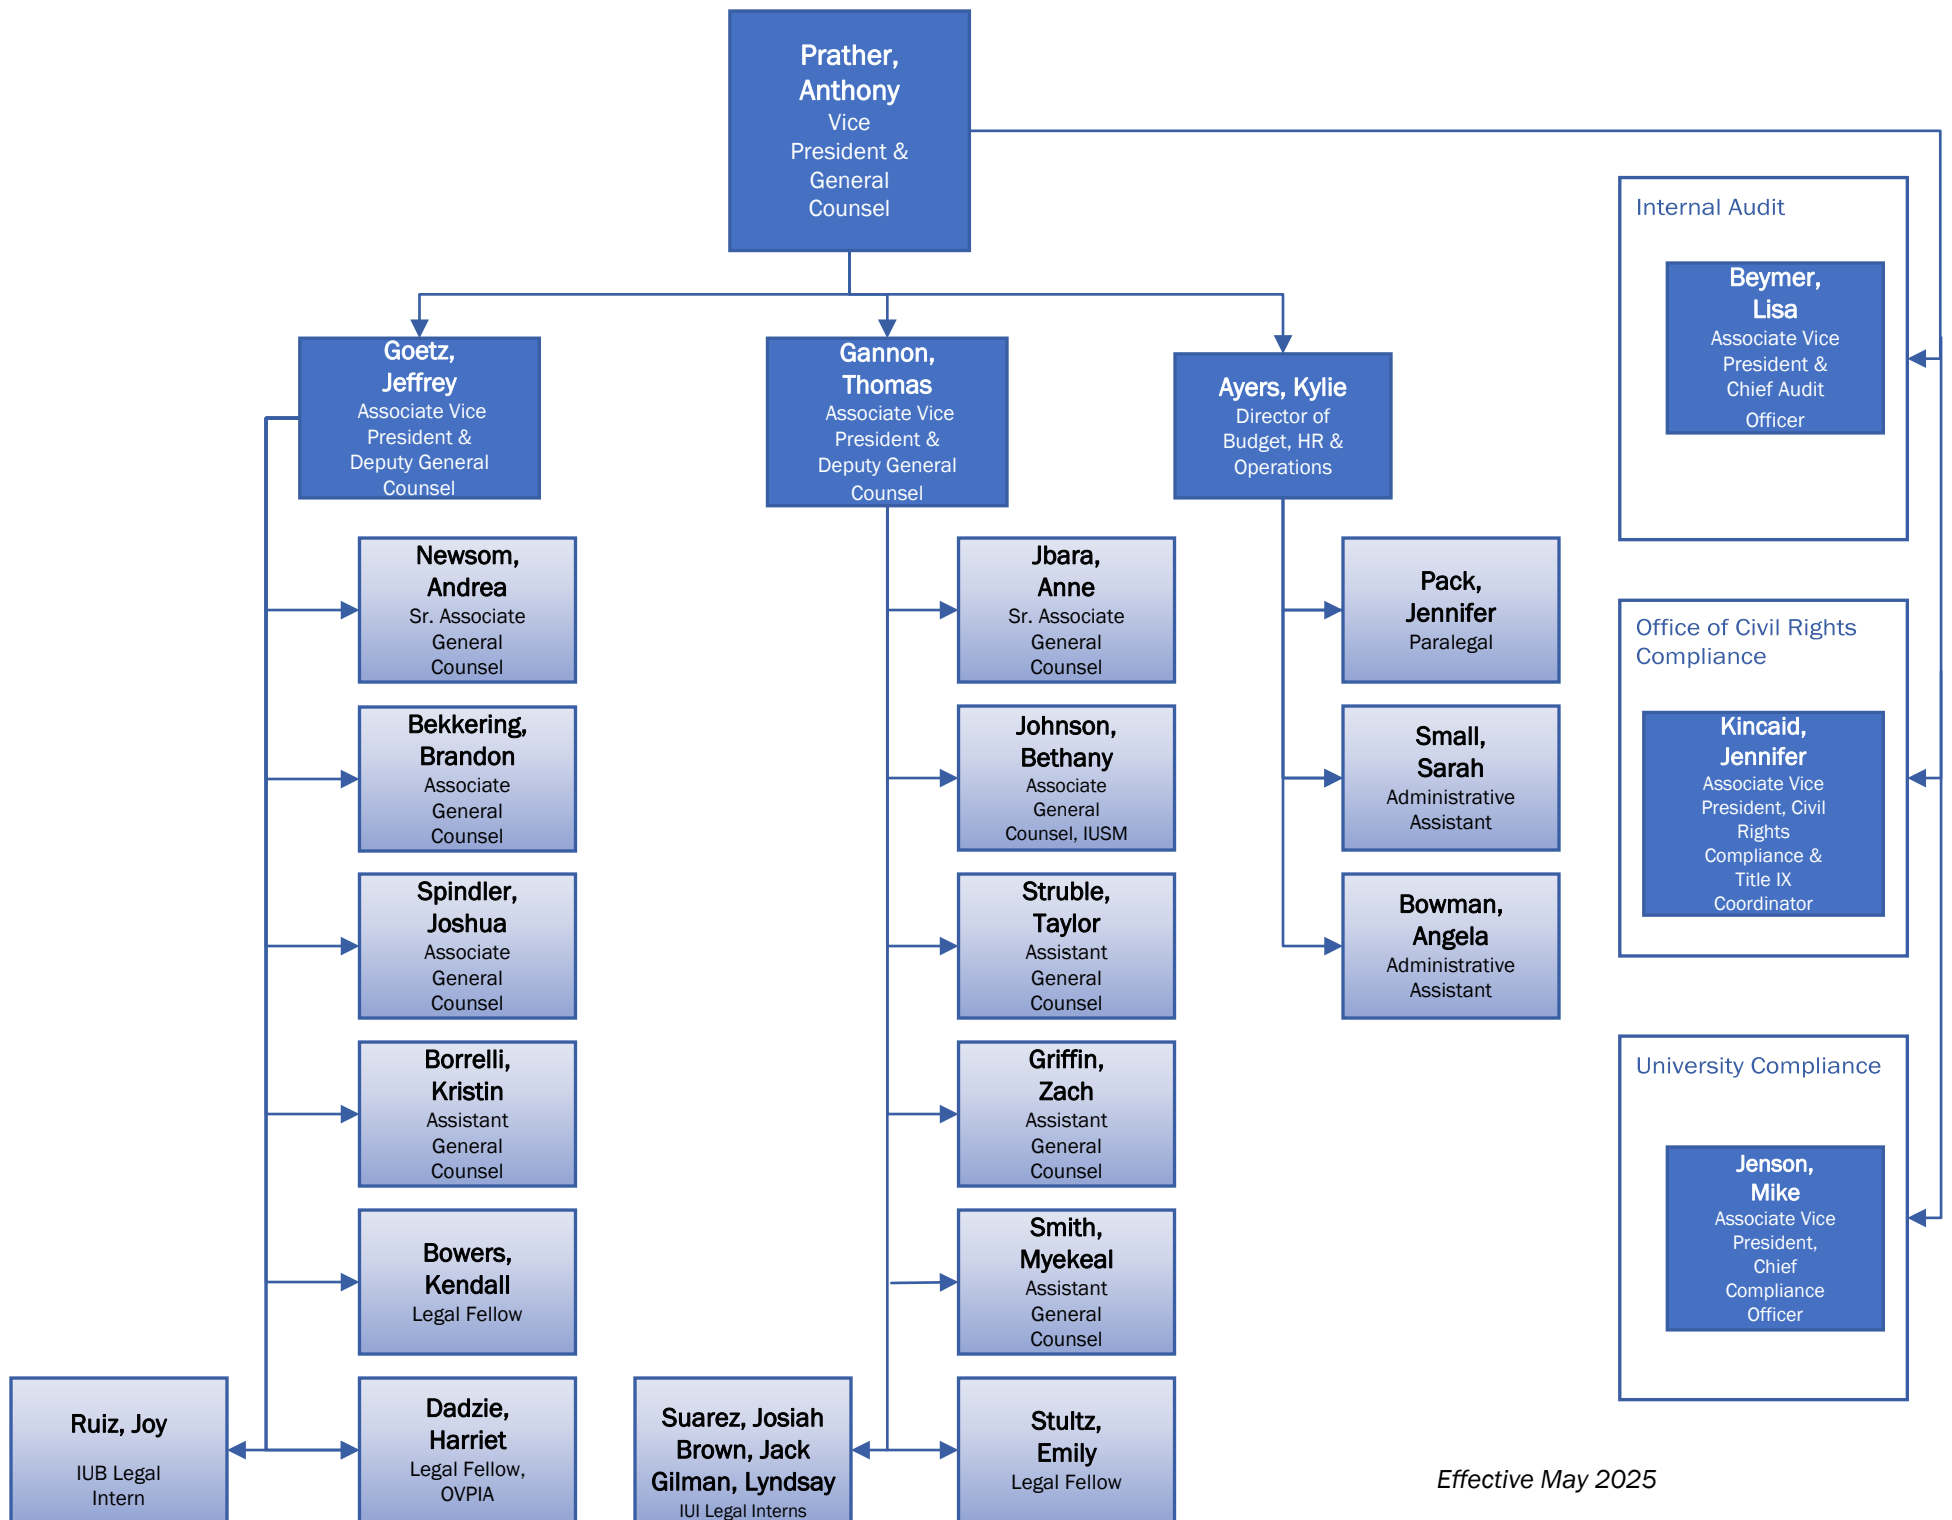 Prather,
Anthony
Vice
President &
General
Counsel
Goetz,
Jeffrey
Associate Vice
President &
Deputy General
Counsel
Gannon,
Thomas
Associate Vice
President &
Deputy General
Counsel
Ayers, Kylie
Director of
Budget, HR &
Operations
Internal Audit
Beymer,
Lisa
Associate Vice
President &
Chief Audit
Officer
Newsom,
Andrea
Sr. Associate
General
Counsel
Bekkering,
Brandon
Associate
General
Counsel
Spindler,
Joshua
Associate
General
Counsel
Borrelli,
Kristin
Assistant
General
Counsel
Bowers,
Kendall
Legal Fellow
Ruiz, Joy
IUB Legal
Intern
Dadzie,
Harriet
Legal Fellow,
OVPIA
Jbara,
Anne
Sr. Associate
General
Counsel
Johnson,
Bethany
Associate
General
Counsel, IUSM
Struble,
Taylor
Assistant
General
Counsel
Griffin,
Zach
Assistant
General
Counsel
Smith,
Myekeal
Assistant
General
Counsel
Suarez, Josiah
Brown, Jack
Gilman, Lyndsay
IUI Legal Interns
Stultz,
Emily
Legal Fellow
Pack,
Jennifer
Paralegal
Small,
Sarah
Administrative
Assistant
Bowman,
Angela
Administrative
Assistant
Office of Civil Rights
Compliance
Kincaid,
Jennifer
Associate Vice
President, Civil
Rights
Compliance &
Title IX
Coordinator
University Compliance
Jenson,
Mike
Associate Vice
President,
Chief
Compliance
Officer
Effective May 2025